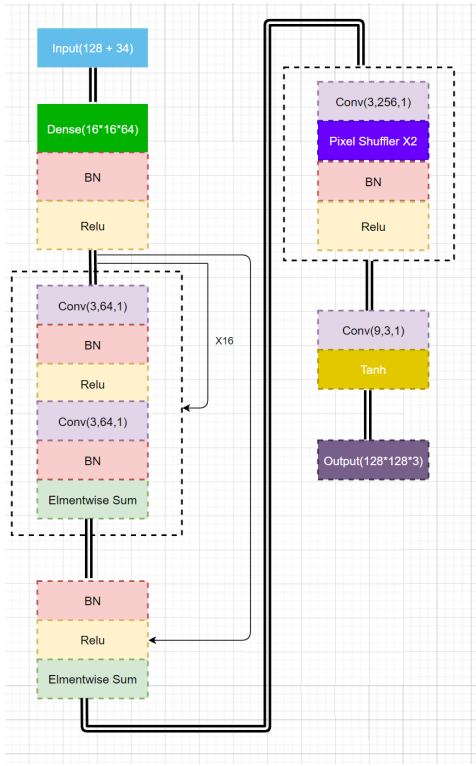 Input(128 + 34)
Dense(16*16*64)
BN
Relu
Conv(3,64,1)
BN
Relu
Conv(3,64,1)
BN
Elmentwise Sum
X16
BN
Relu
Elmentwise Sum
Conv(3,256,1)
Pixel Shuffler X2
BN
Relu
Conv(9,3,1)
Tanh
Output(128*128*3)